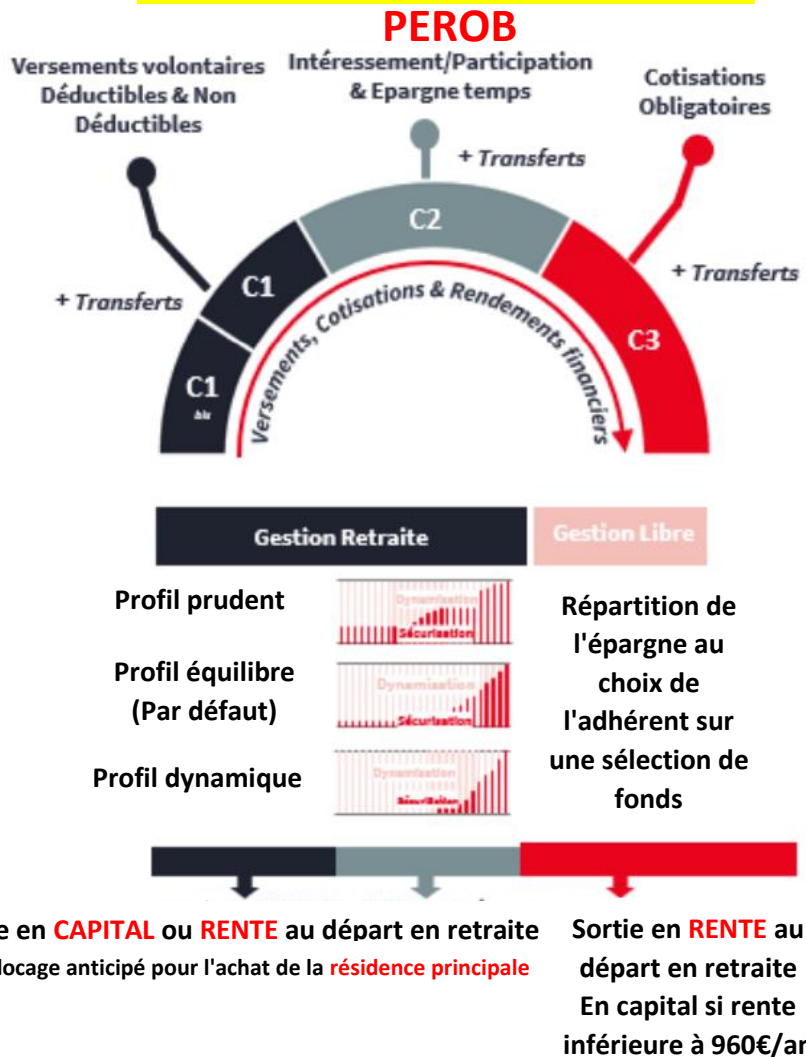 PEROB
Versements volontaires
Déductibles & Non
Déductibles
Intéressement/Participation
& Epargne temps
Cotisations
Obligatoires
+ Transferts
C2
+ Transferts
C1
+ Transferts
C3
C1
bis
Versements, Cotisations & Rendements financiers
Gestion Retraite
Gestion Libre
Profil prudent
Dynamisation
Sécurisation
Profil équilibre
(Par défaut)
Dynamisation
Sécurisation
Profil dynamique
Dynamisation
Sécurisation
Répartition de
l'épargne au
choix de
l'adhérent sur
une sélection de
fonds
e en CAPITAL ou RENTE au départ en retraite
locage anticipé pour l'achat de la résidence principale
Sortie en RENTE au
départ en retraite
En capital si rente
inférieure à 960€/an